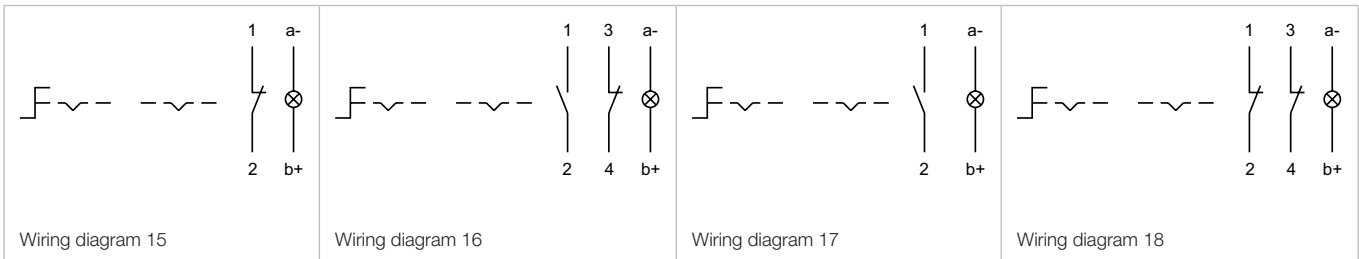 1 a-
2 b+
Wiring diagram 15
1 3 a-
2 4 b+
Wiring diagram 16
1 a-
2 b+
Wiring diagram 17
1 3 a-
2 4 b+
Wiring diagram 18